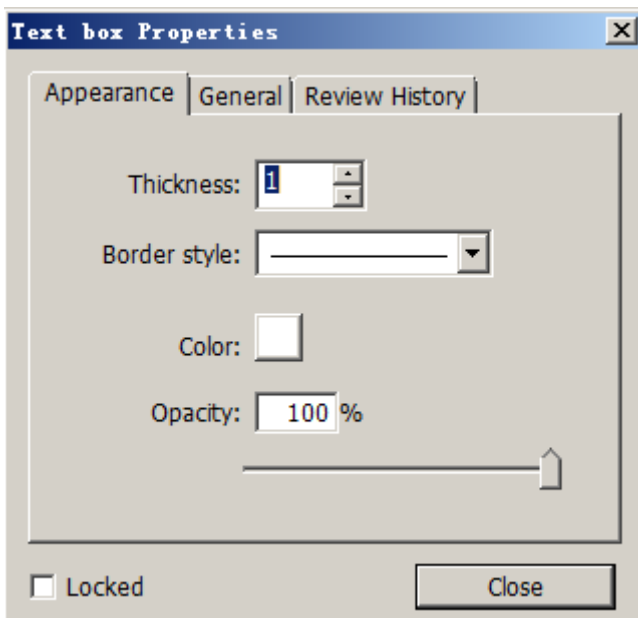 Text box Properties
Appearance General Review History
Thickness: 1
Border style:
Color:
Opacity: 100 %
Locked Close